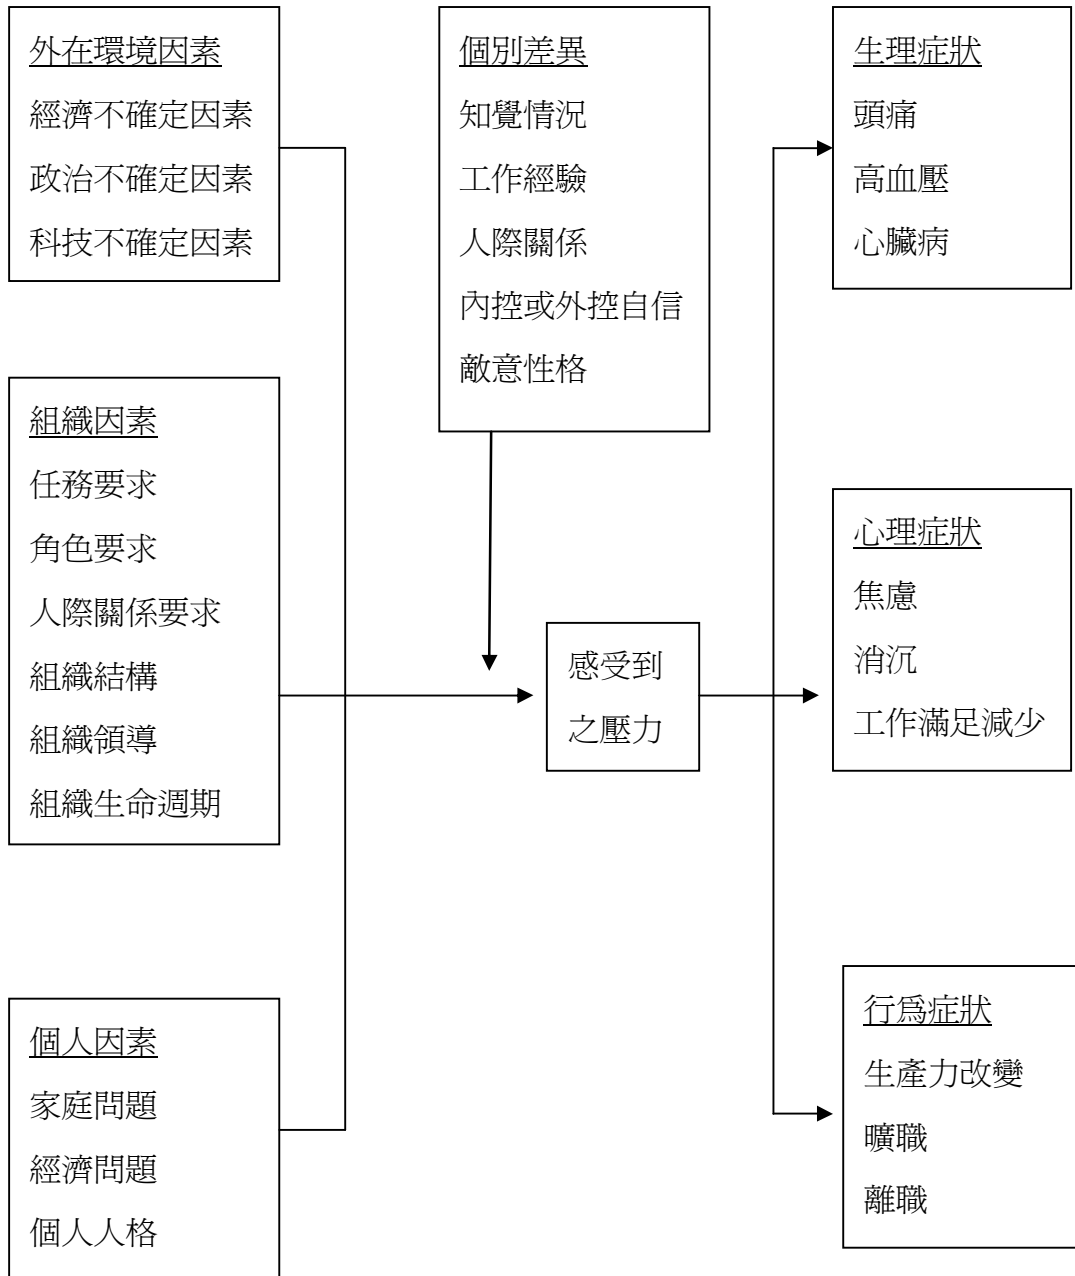 外在環境因素
經濟不確定因素
政治不確定因素
科技不確定因素
組織因素
任務要求
角色要求
人際關係要求
組織結構
組織領導
組織生命週期
個人因素
家庭問題
經濟問題
個人人格
個別差異
知覺情況
工作經驗
人際關係
內控或外控自信
敵意性格
感受到
之壓力
生理症狀
頭痛
高血壓
心臟病
心理症狀
焦慮
消沉
工作滿足減少
行為症狀
生產力改變
曠職
離職